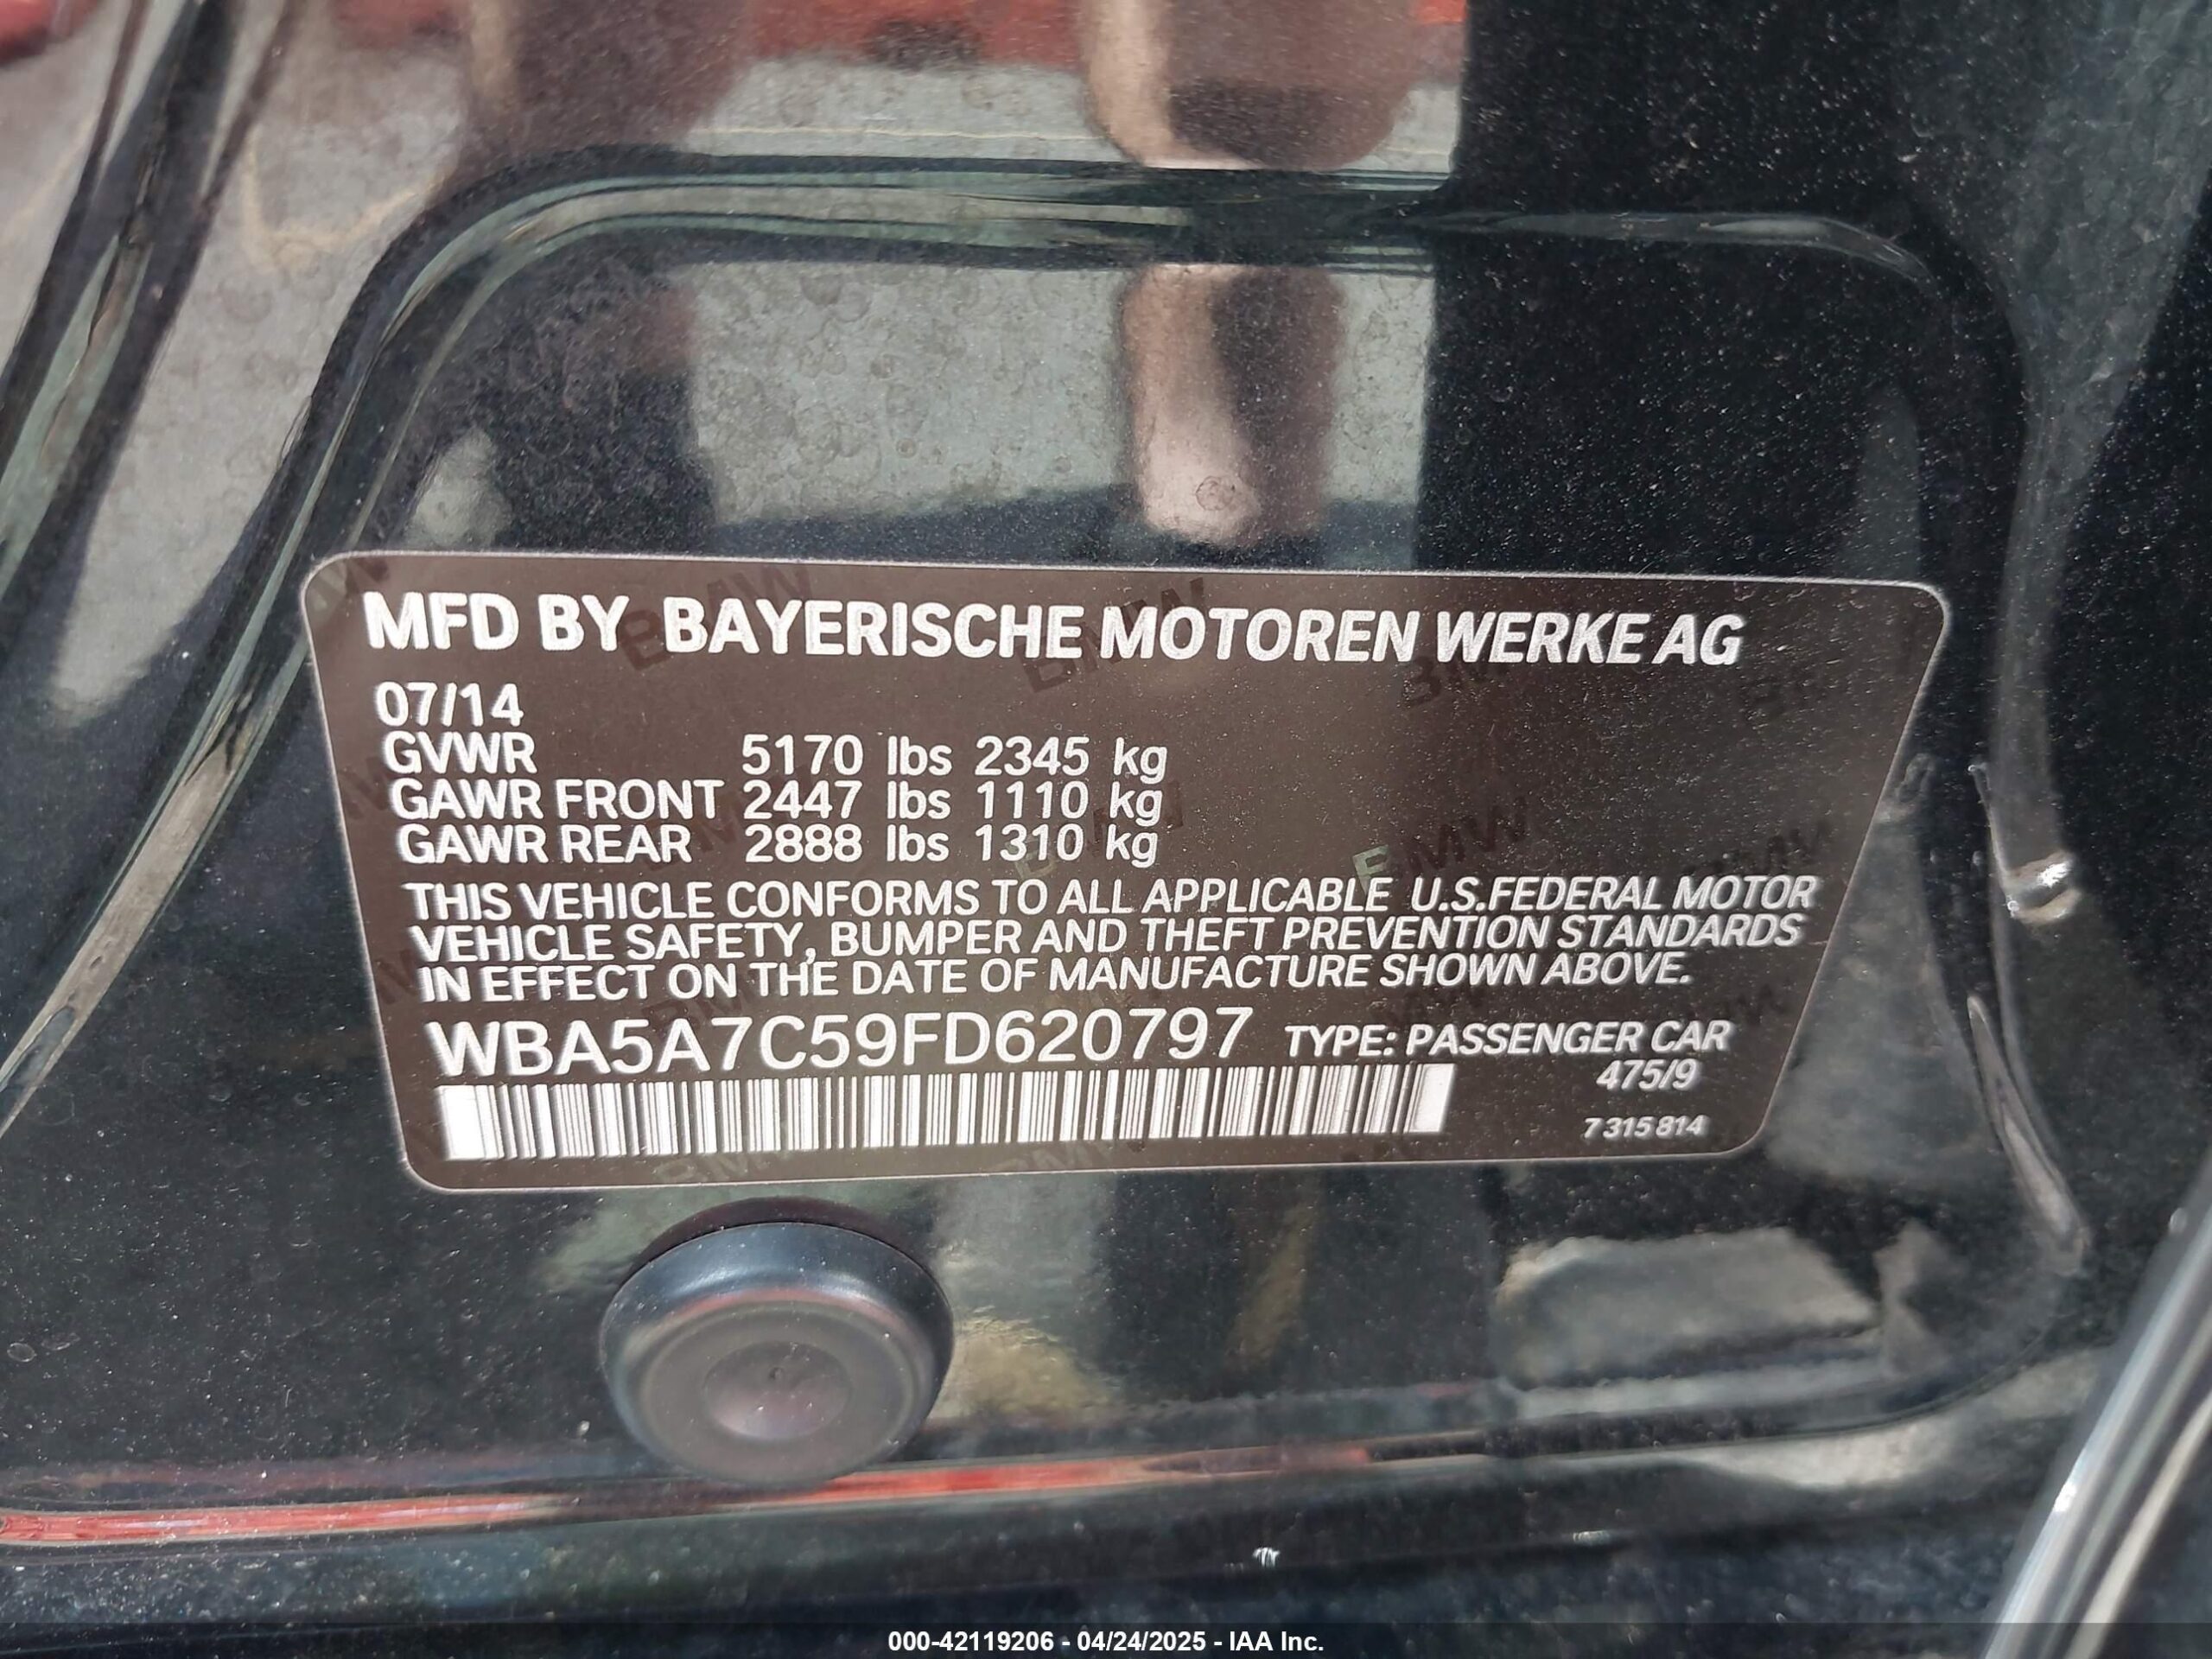 MFD BY BAYERISCHE MOTOREN WERKE AG
07/14
GVWR 5170 lbs 2345 kg
GAWR FRONT 2447 lbs 1110 kg
GAWR REAR 2888 lbs 1310 kg
THIS VEHICLE CONFORMS TO ALL APPLICABLE U.S.FEDERAL MOTOR
VEHICLE SAFETY, BUMPER AND THEFT PREVENTION STANDARDS
IN EFFECT ON THE DATE OF MANUFACTURE SHOWN ABOVE.
WBA5A7C59FD620797 TYPE: PASSENGER CAR
475/9
7 315 814
000-42119206 - 04/24/2025 - IAA Inc.